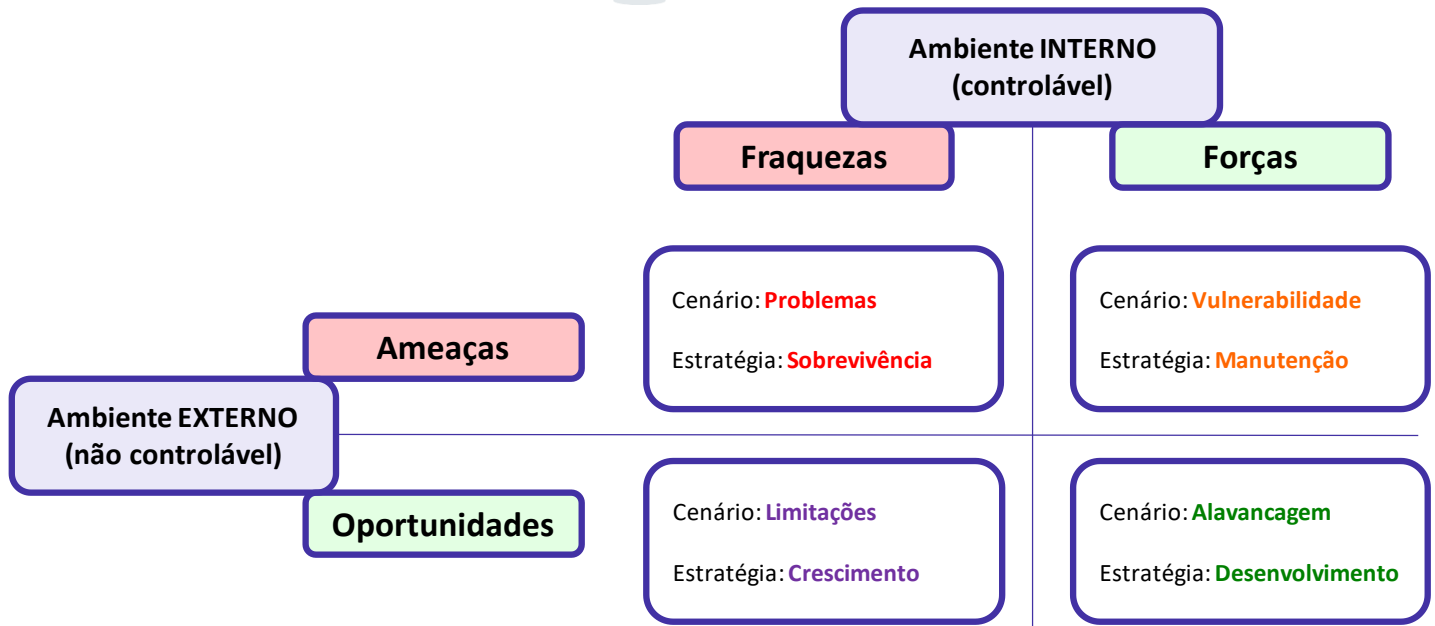 Ambiente INTERNO
(controlável)
Fraquezas
Forças
Cenário: Problemas
Estratégia: Sobrevivência
Cenário: Vulnerabilidade
Estratégia: Manutenção
Ameaças
Ambiente EXTERNO
(não controlável)
Oportunidades
Cenário: Limitações
Estratégia: Crescimento
Cenário: Alavancagem
Estratégia: Desenvolvimento